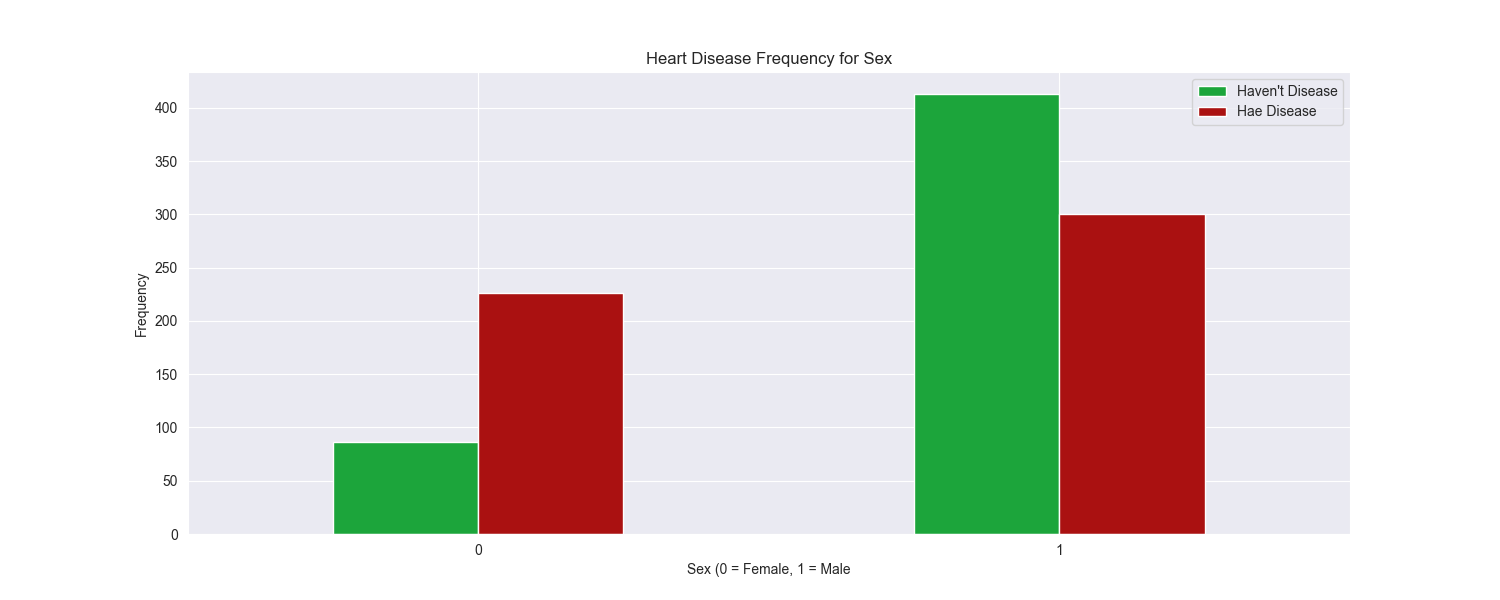 Heart Disease Frequency for Sex
Haven't Disease
Hae Disease
400
350
300
250
200
150
100
50
0
Frequency
0
1
Sex (0 = Female, 1 = Male